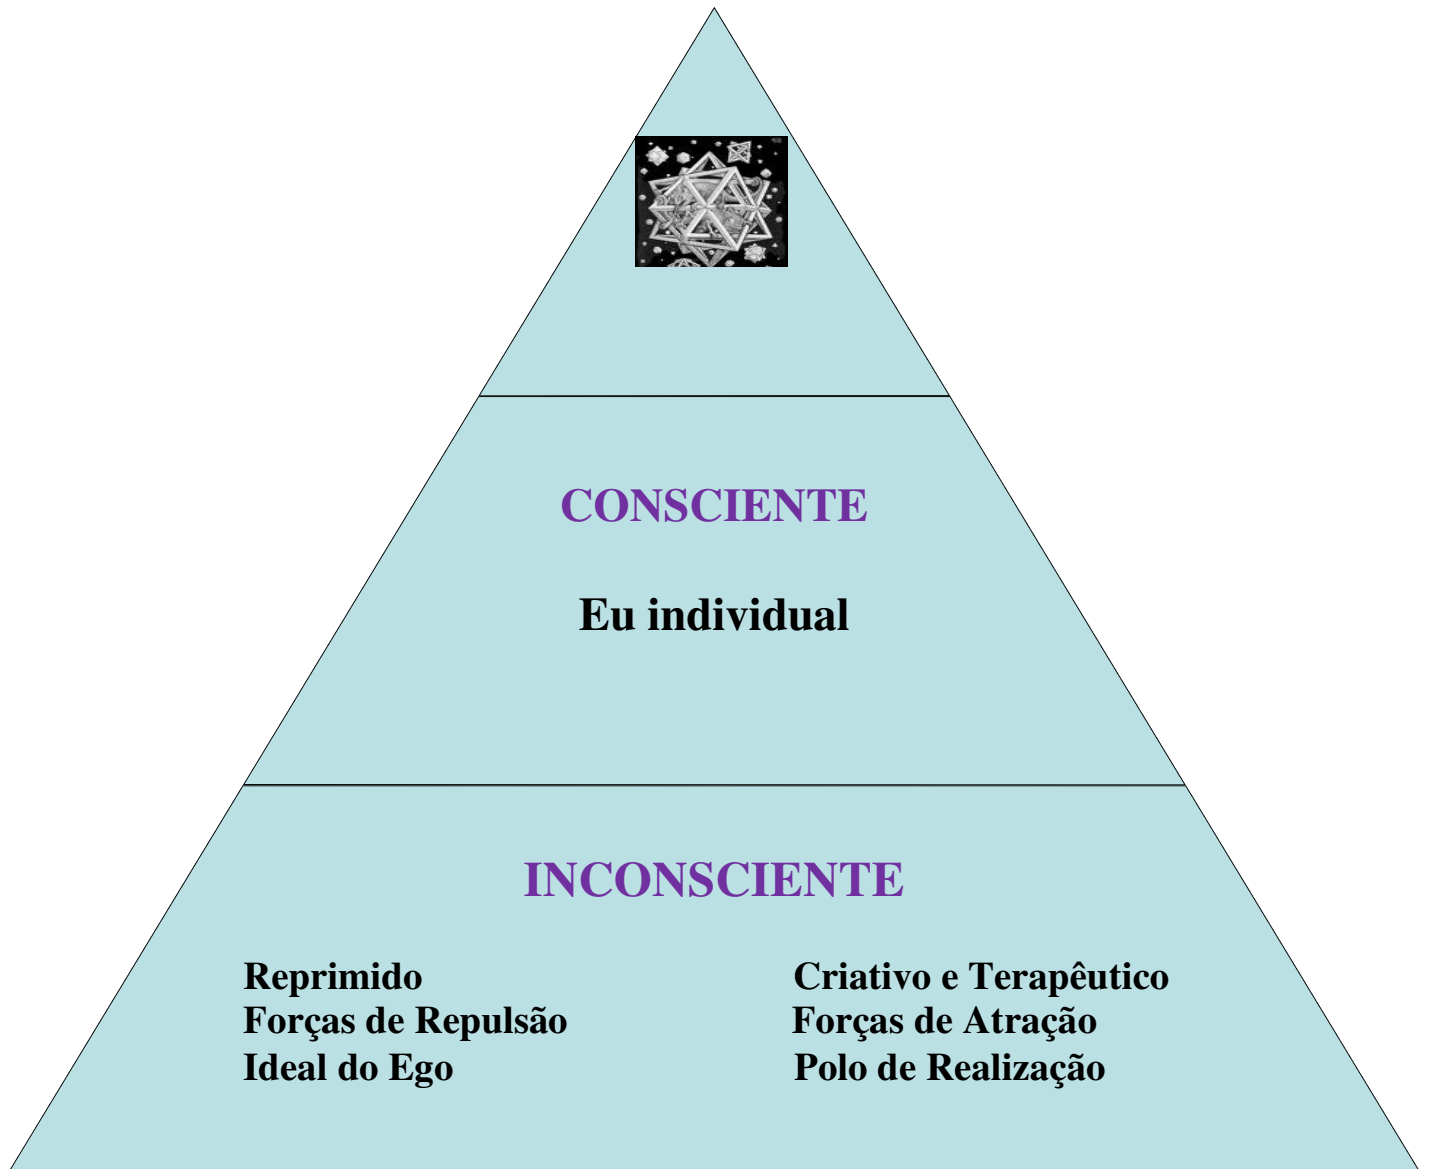 CONSCIENTE
Eu individual
INCONSCIENTE
Reprimido Criativo e Terapêutico
Forças de Repulsão Forças de Atração
Ideal do Ego Polo de Realização